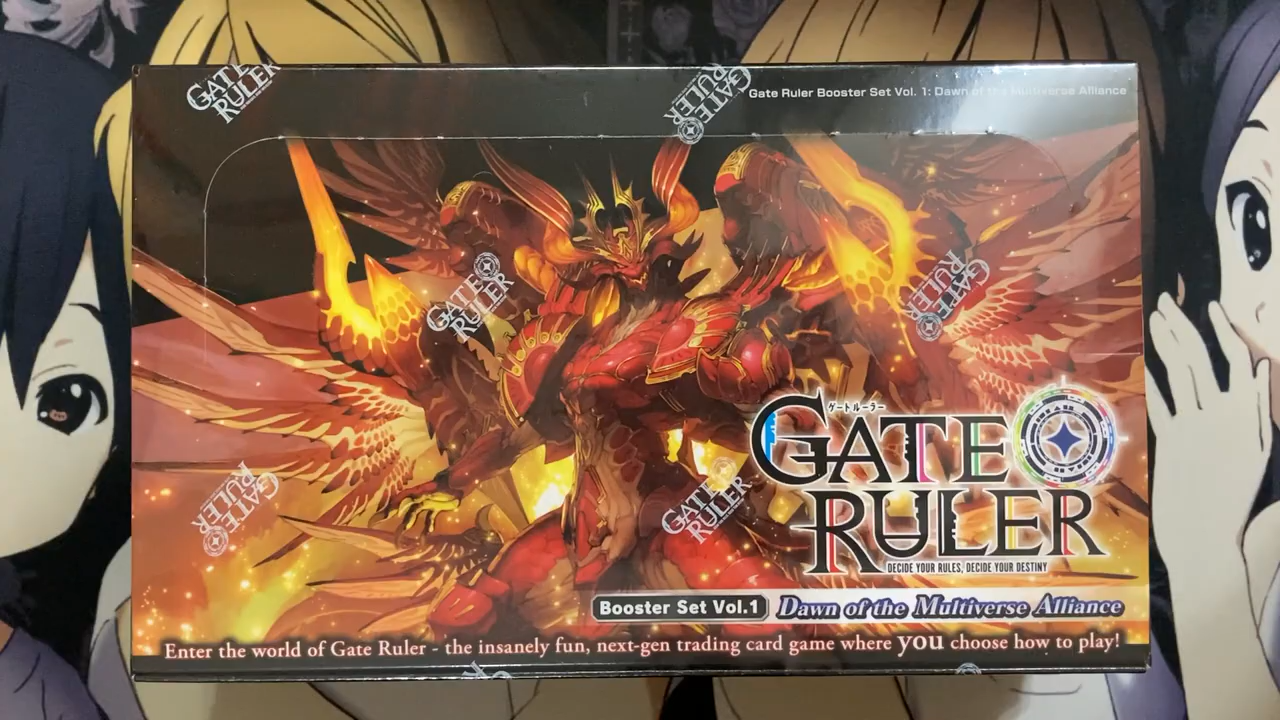 Gate Ruler Booster Set Vol. 1: Dawn of the Multiverse Alliance
GATE
RULER
GATE
RULER
GATE
RULER
GATE
RULER
ゲートルーラー
GATE
RULER
DECIDE YOUR RULES, DECIDE YOUR DESTINY
GATE
RULER
GATE
RULER
Booster Set Vol.1 Dawn of the Multiverse Alliance
Enter the world of Gate Ruler - the insanely fun, next-gen trading card game where you choose how to play!